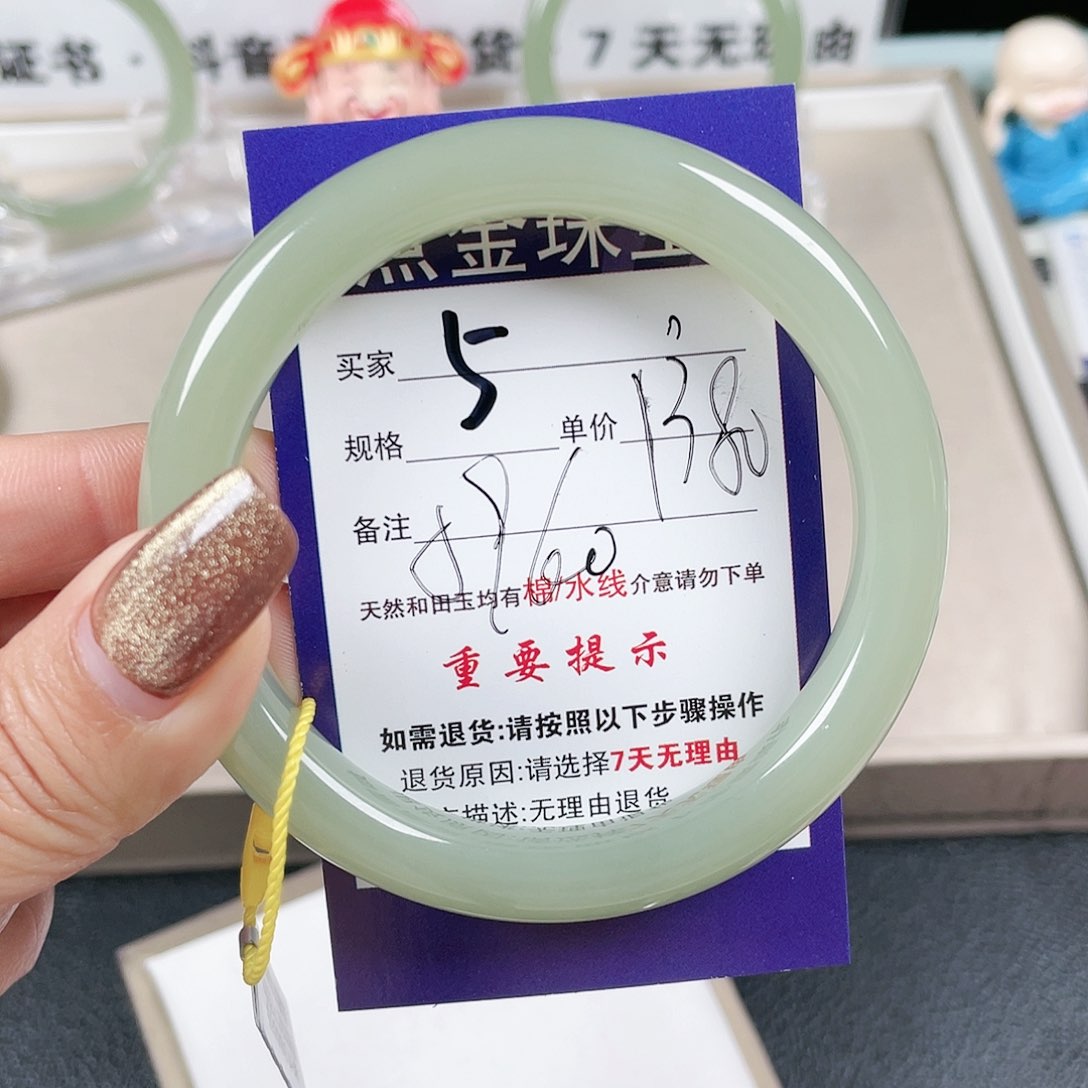 证书·抖音 货 7天无理由
点金珠宝
买家 5
规格 单价 1380
备注
天然和田玉均有棉/水线介意请勿下单
重要提示
如需退货:请按照以下步骤操作
退货原因:请选择7天无理由
描述:无理由退货